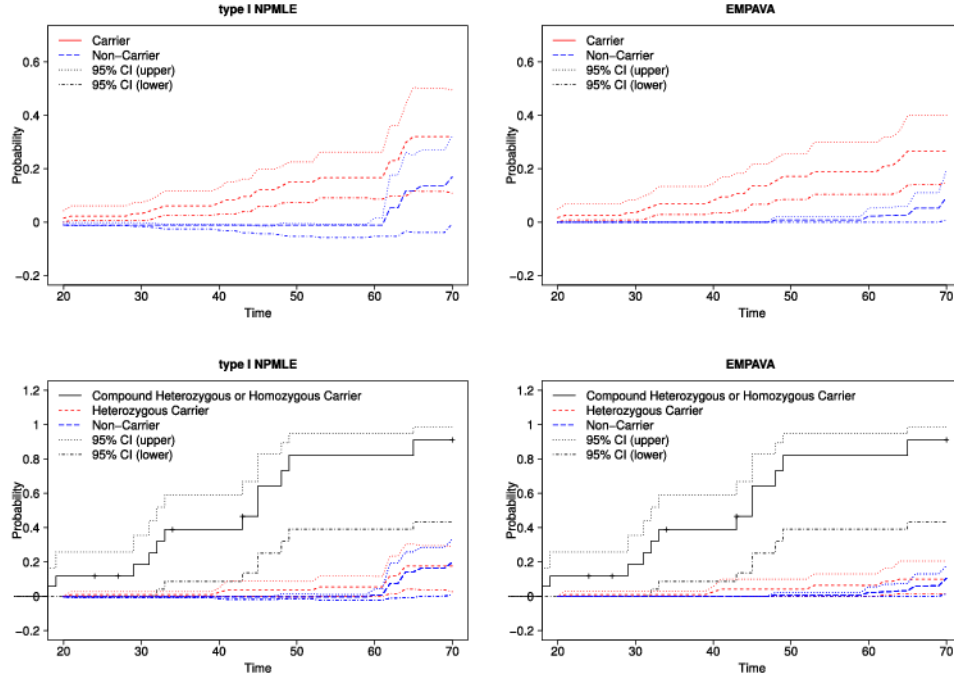 type I NPMLE
Carrier
Non-Carrier
95% CI (upper)
95% CI (lower)
Probability
0.6
0.4
0.2
0
-0.2
20 30 40 50 60 70
Time
EMPAVA
Carrier
Non-Carrier
95% CI (upper)
95% CI (lower)
Probability
0.6
0.4
0.2
0
-0.2
20 30 40 50 60 70
Time
type I NPMLE
Compound Heterozygous or Homozygous Carrier
Heterozygous Carrier
Non-Carrier
95% CI (upper)
95% CI (lower)
Probability
1.2
1
0.8
0.6
0.4
0.2
0
-0.2
20 30 40 50 60 70
Time
EMPAVA
Compound Heterozygous or Homozygous Carrier
Heterozygous Carrier
Non-Carrier
95% CI (upper)
95% CI (lower)
Probability
1.2
1
0.8
0.6
0.4
0.2
0
-0.2
20 30 40 50 60 70
Time